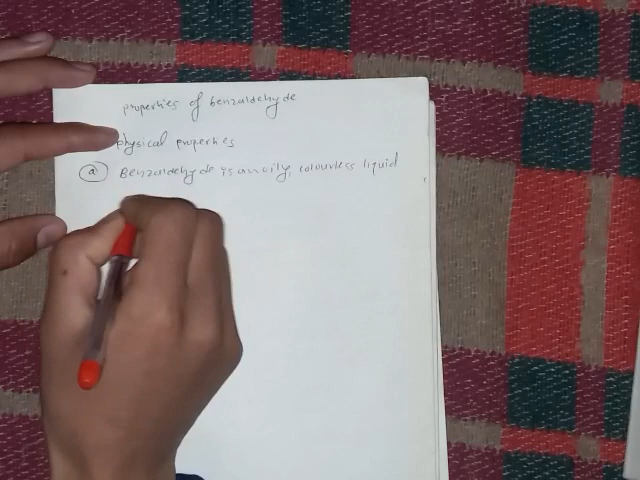 properties of benzaldehyde
physical properties
(a) Benzaldehyde is an oily, colourless liquid